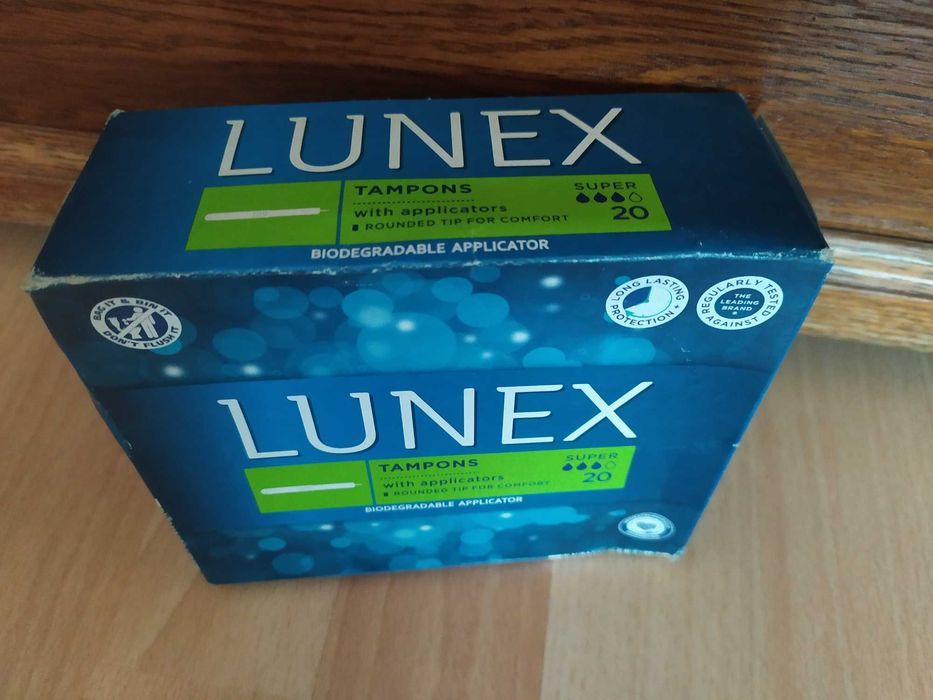 LUNEX
TAMPONS
with applicators
ROUNDED TIP FOR COMFORT
SUPER
20
BIODEGRADABLE APPLICATOR
BAG IT & BIN IT
DON'T FLUSH IT
LONG LASTING
PROTECTION
REGULARLY TESTED
THE
LEADING
BRAND
AGAINST
LUNEX
TAMPONS
with applicators
ROUNDED TIP FOR COMFORT
SUPER
20
BIODEGRADABLE APPLICATOR